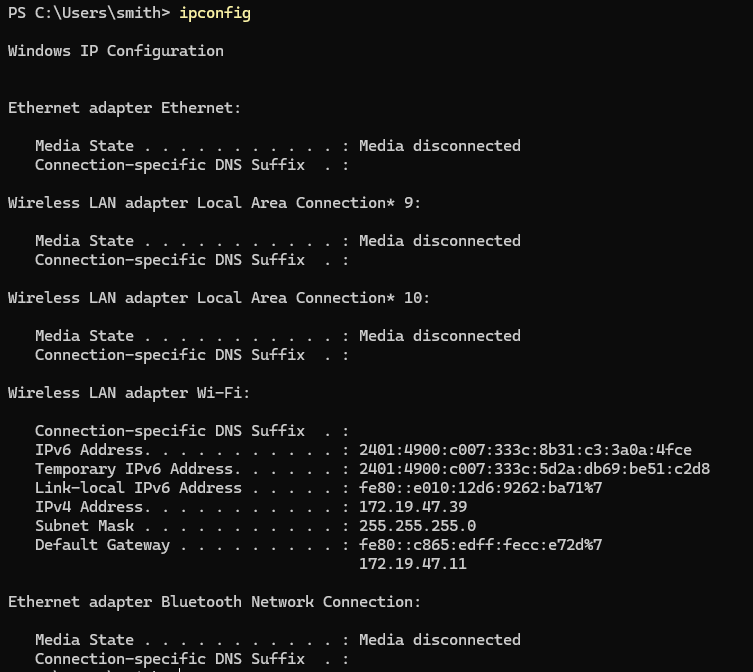 PS C:\Users\smith> ipconfig
Windows IP Configuration
Ethernet adapter Ethernet:
Media State . . . . . . . . . . . : Media disconnected
Connection-specific DNS Suffix  . :
Wireless LAN adapter Local Area Connection* 9:
Media State . . . . . . . . . . . : Media disconnected
Connection-specific DNS Suffix  . :
Wireless LAN adapter Local Area Connection* 10:
Media State . . . . . . . . . . . : Media disconnected
Connection-specific DNS Suffix  . :
Wireless LAN adapter Wi-Fi:
Connection-specific DNS Suffix  . :
IPv6 Address. . . . . . . . . . . : 2401:4900:c007:333c:8b31:c3:3a0a:4fce
Temporary IPv6 Address. . . . . . : 2401:4900:c007:333c:5d2a:db69:be51:c2d8
Link-local IPv6 Address . . . . . : fe80::e010:12d6:9262:ba71%7
IPv4 Address. . . . . . . . . . . : 172.19.47.39
Subnet Mask . . . . . . . . . . . : 255.255.255.0
Default Gateway . . . . . . . . . : fe80::c865:edff:fecc:e72d%7
172.19.47.11
Ethernet adapter Bluetooth Network Connection:
Media State . . . . . . . . . . . : Media disconnected
Connection-specific DNS Suffix  . :